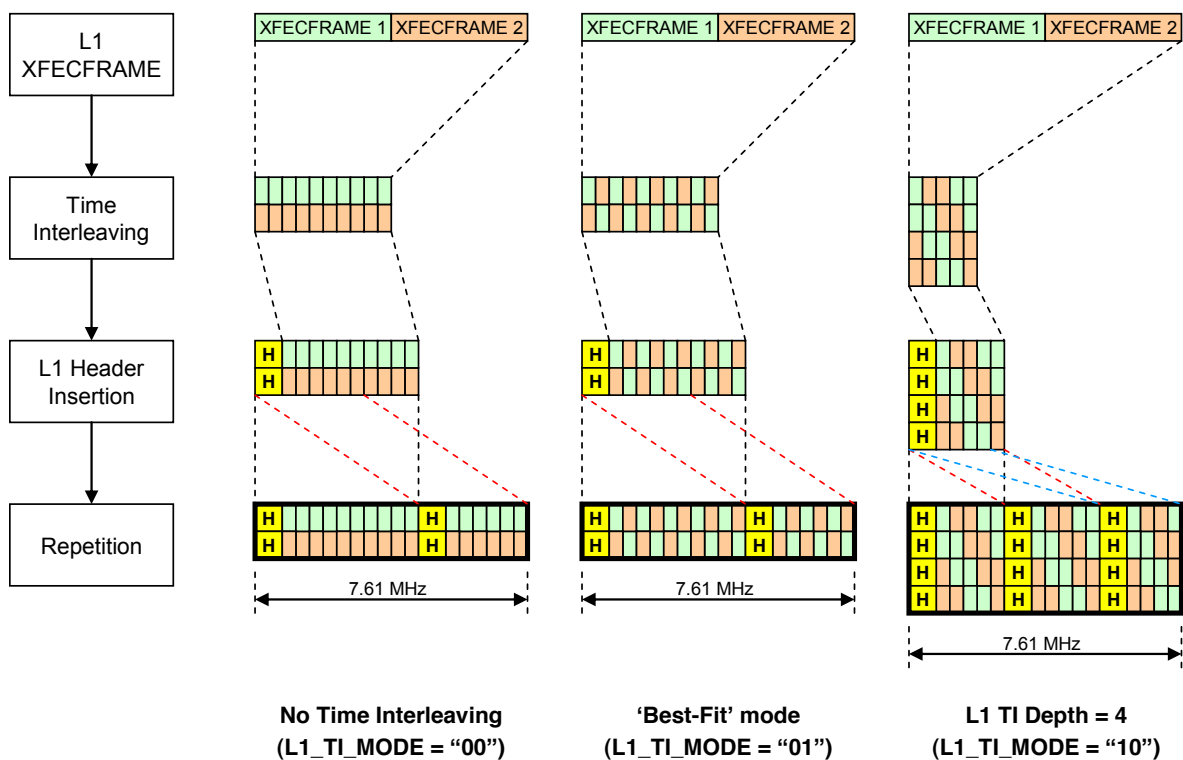 L1
XFECFRAME
XFECFRAME 1 XFECFRAME 2
XFECFRAME 1 XFECFRAME 2
XFECFRAME 1 XFECFRAME 2
Time
Interleaving
L1 Header
Insertion
H
H
H
H
H
H
H
H
Repetition
H H
H H
H H
H H
H H H
H H H
H H H
H H H
7.61 MHz
7.61 MHz
7.61 MHz
No Time Interleaving
(L1_TI_MODE = “00”)
‘Best-Fit’ mode
(L1_TI_MODE = “01”)
L1 TI Depth = 4
(L1_TI_MODE = “10”)